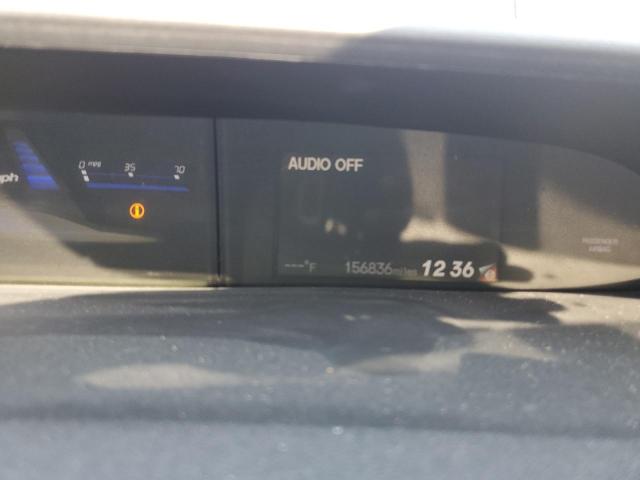 mph
0 mpg 35 70
AUDIO OFF
---°F 156836 miles 12 36
PASSENGER
AIRBAG